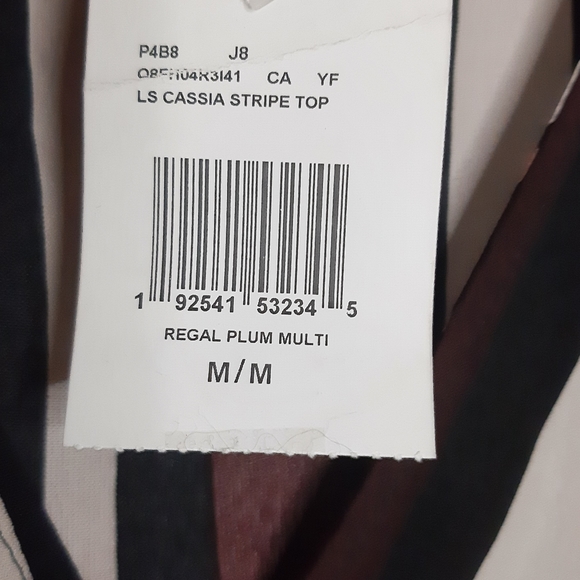 P4B8 J8
CA YF
LS CASSIA STRIPE TOP
1 92541 53234 5
REGAL PLUM MULTI
M/M